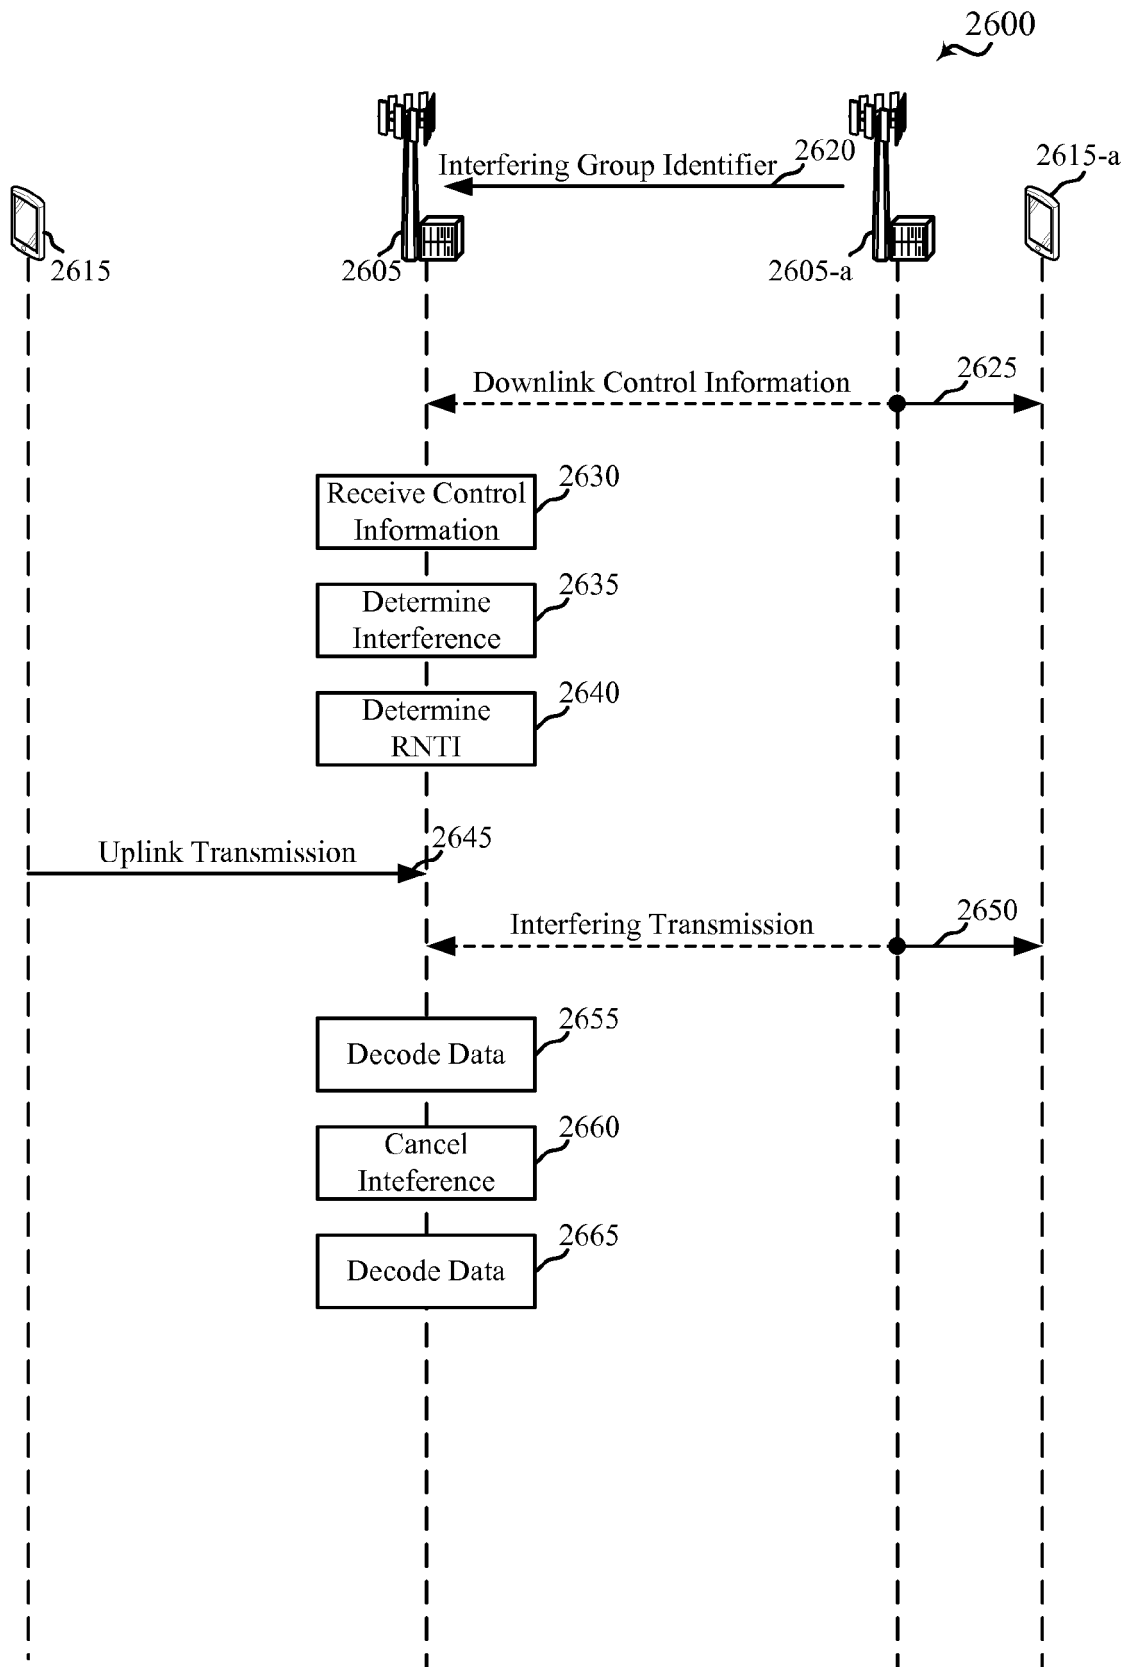 2600
Interfering Group Identifier
2620
2615-a
2615
2605
2605-a
Downlink Control Information
2625
Receive Control
Information
2630
Determine
Interference
2635
Determine
RNTI
2640
Uplink Transmission
2645
Interfering Transmission
2650
Decode Data
2655
Cancel
Inteference
2660
Decode Data
2665